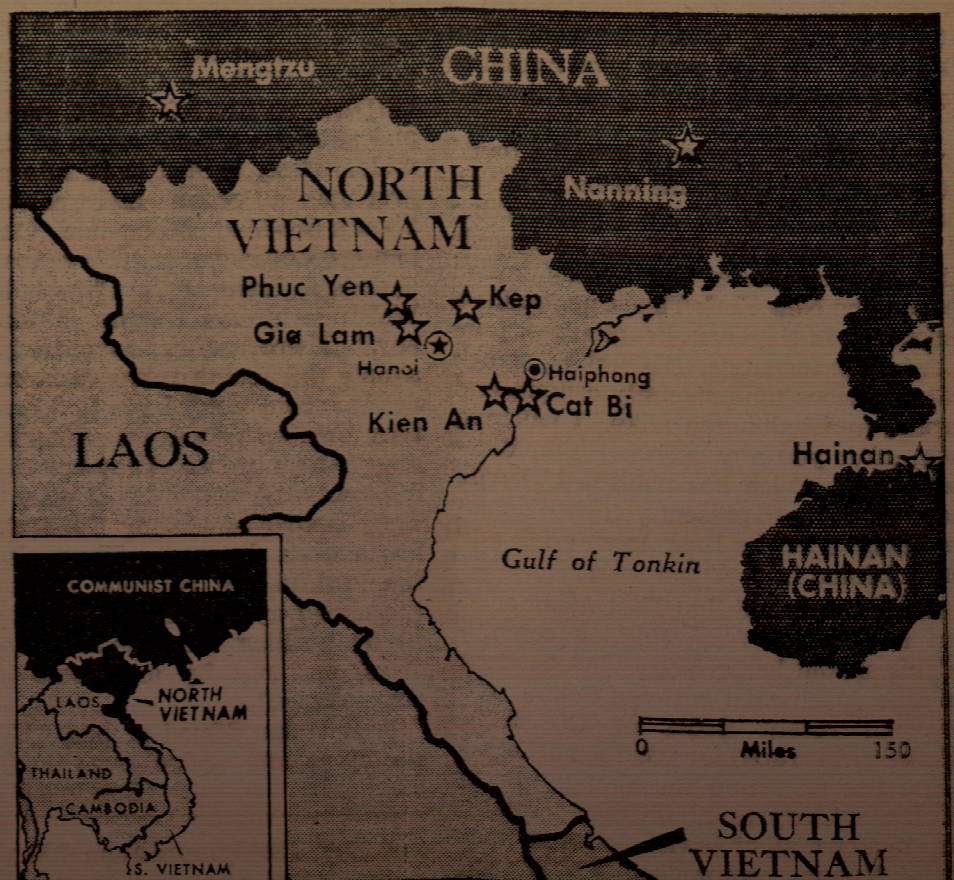 Mengtzu
CHINA
Nanning
NORTH
VIETNAM
Phuc Yen
Kep
Gia Lam
Hanoi
Haiphong
Kien An
Cat Bi
LAOS
Hainan
Gulf of Tonkin
HAINAN
(CHINA)
COMMUNIST CHINA
LAOS
NORTH
VIETNAM
THAILAND
CAMBODIA
S. VIETNAM
0
Miles
150
SOUTH
VIETNAM